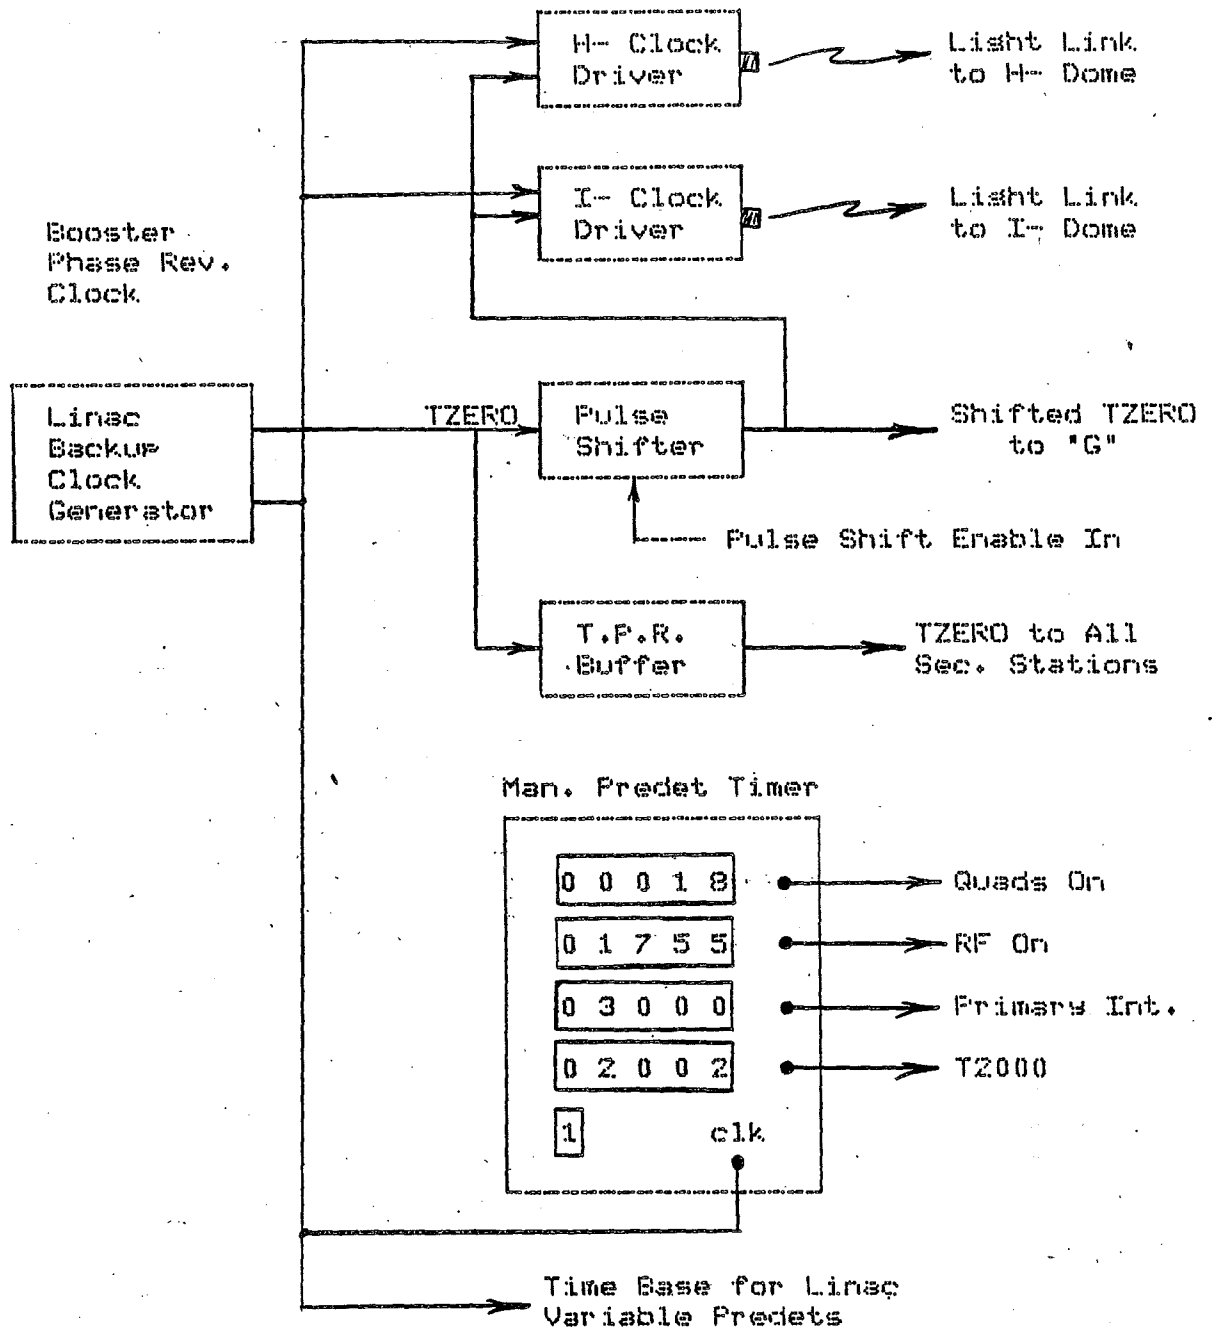 H- Clock
Driver
Light Link
to H- Dome
I- Clock
Driver
Light Link
to I- Dome
Booster
Phase Rev.
Clock
Linac
Backup
Clock
Generator
TZERO
Pulse
Shifter
Shifted TZERO
to "G"
Pulse Shift Enable In
T.P.R.
Buffer
TZERO to All
Sec. Stations
Man. Predet Timer
0 0 0 1 8
Quads On
0 1 7 5 5
RF On
0 3 0 0 0
Primary Int.
0 2 0 0 2
T2000
1
clk
Time Base for Linac
Variable Predets